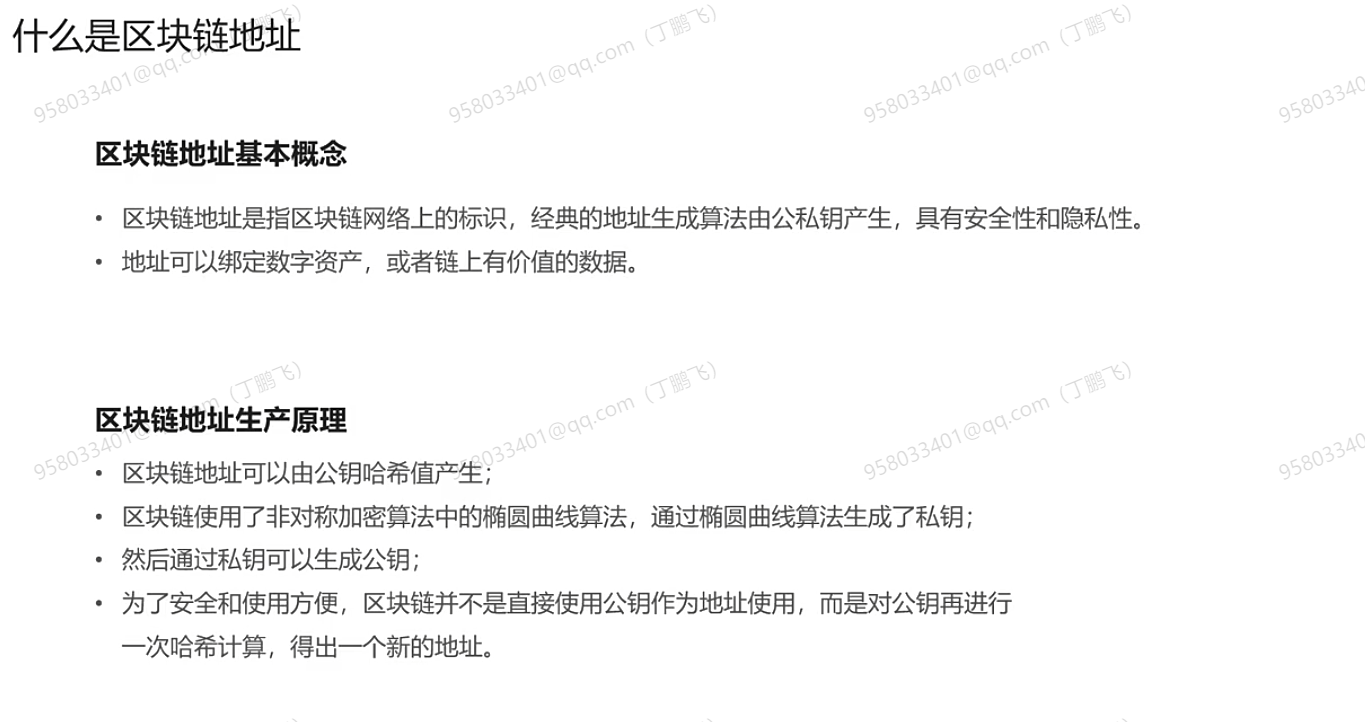 什么是区块链地址
958033401@qq.com（丁鹏飞）
958033401@qq.com（丁鹏飞）
958033401@qq.com（丁鹏飞）
区块链地址基本概念
• 区块链地址是指区块链网络上的标识，经典的地址生成算法由公私钥产生，具有安全性和隐私性。
• 地址可以绑定数字资产，或者链上有价值的数据。
958033401@qq.com（丁鹏飞）
958033401@qq.com（丁鹏飞）
958033401@qq.com（丁鹏飞）
区块链地址生产原理
• 区块链地址可以由公钥哈希值产生；
• 区块链使用了非对称加密算法中的椭圆曲线算法，通过椭圆曲线算法生成了私钥；
• 然后通过私钥可以生成公钥；
• 为了安全和使用方便，区块链并不是直接使用公钥作为地址使用，而是对公钥再进行
一次哈希计算，得出一个新的地址。